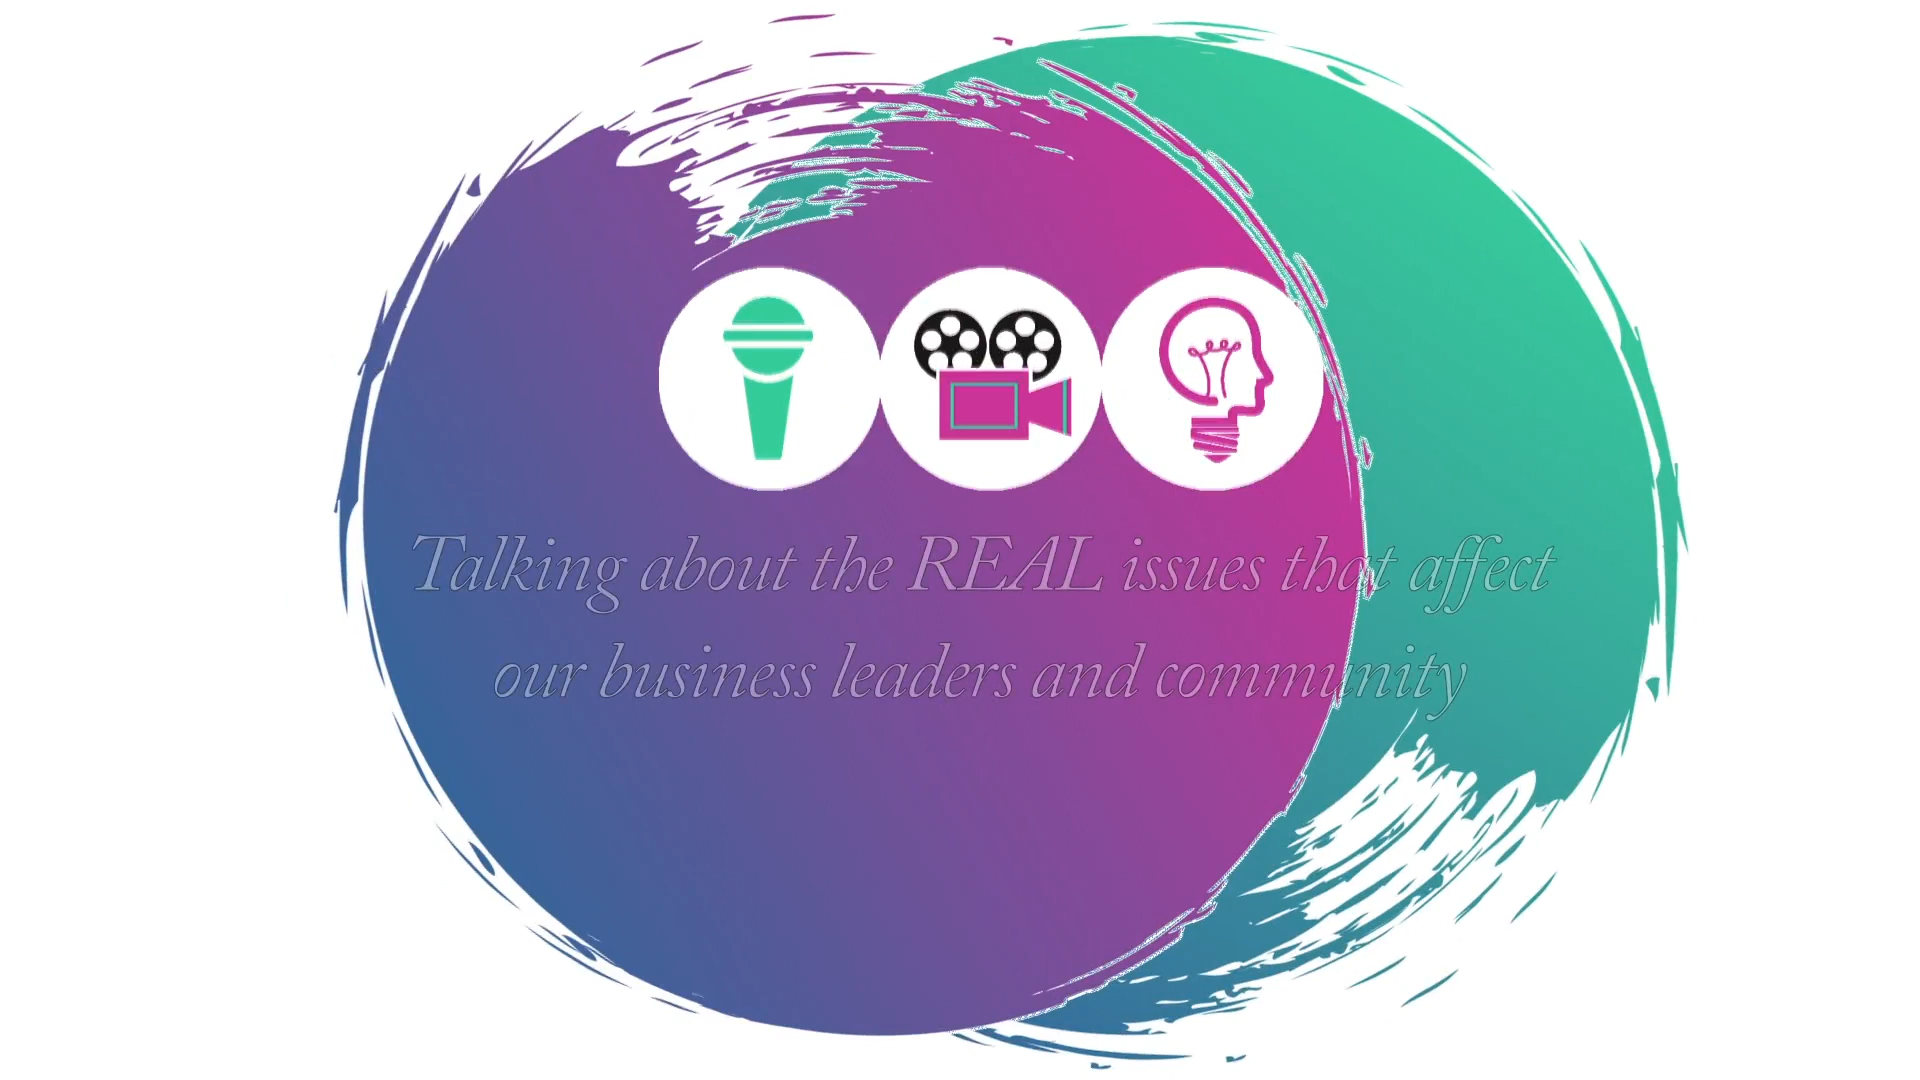 Talking about the REAL issues that affect
our business leaders and community